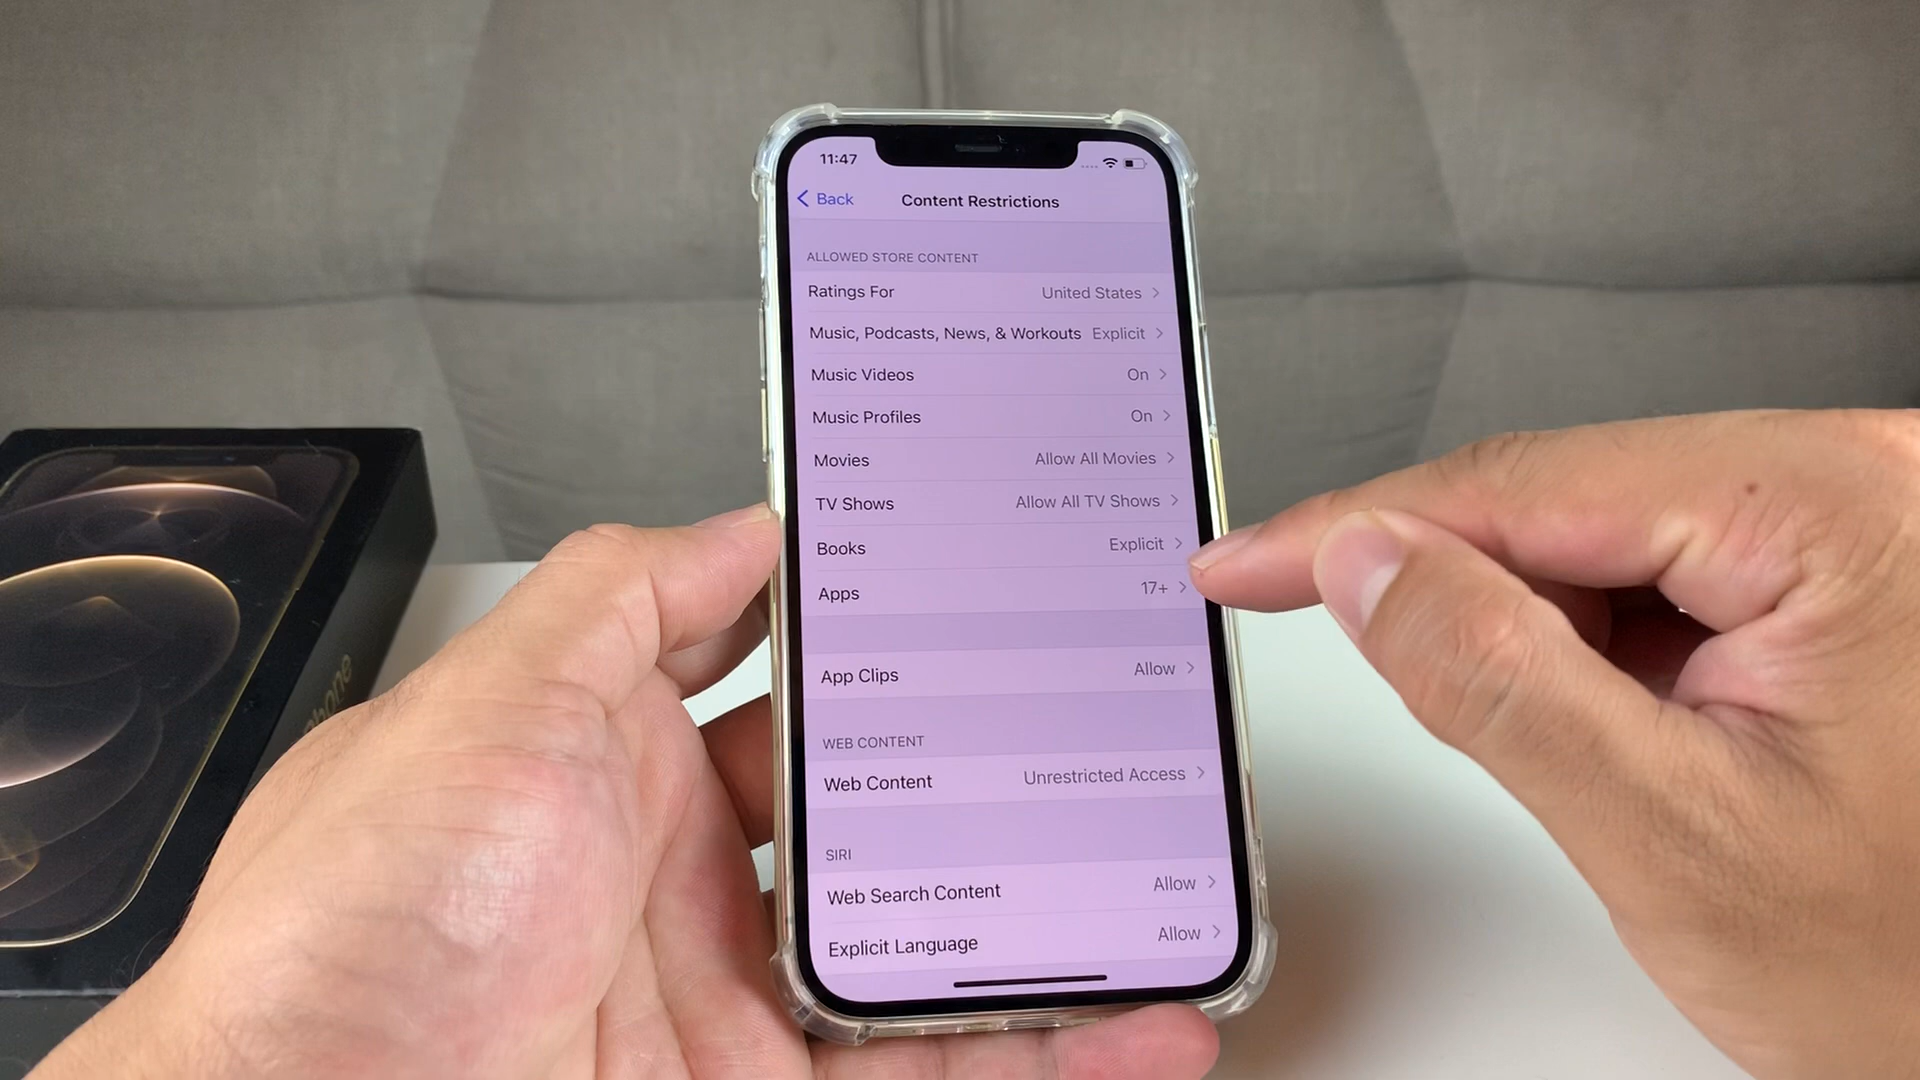 11:47
Back Content Restrictions
ALLOWED STORE CONTENT
Ratings For United States
Music, Podcasts, News, & Workouts Explicit
Music Videos On
Music Profiles On
Movies Allow All Movies
TV Shows Allow All TV Shows
Books Explicit
Apps 17+
App Clips Allow
WEB CONTENT
Web Content Unrestricted Access
SIRI
Web Search Content Allow
Explicit Language Allow